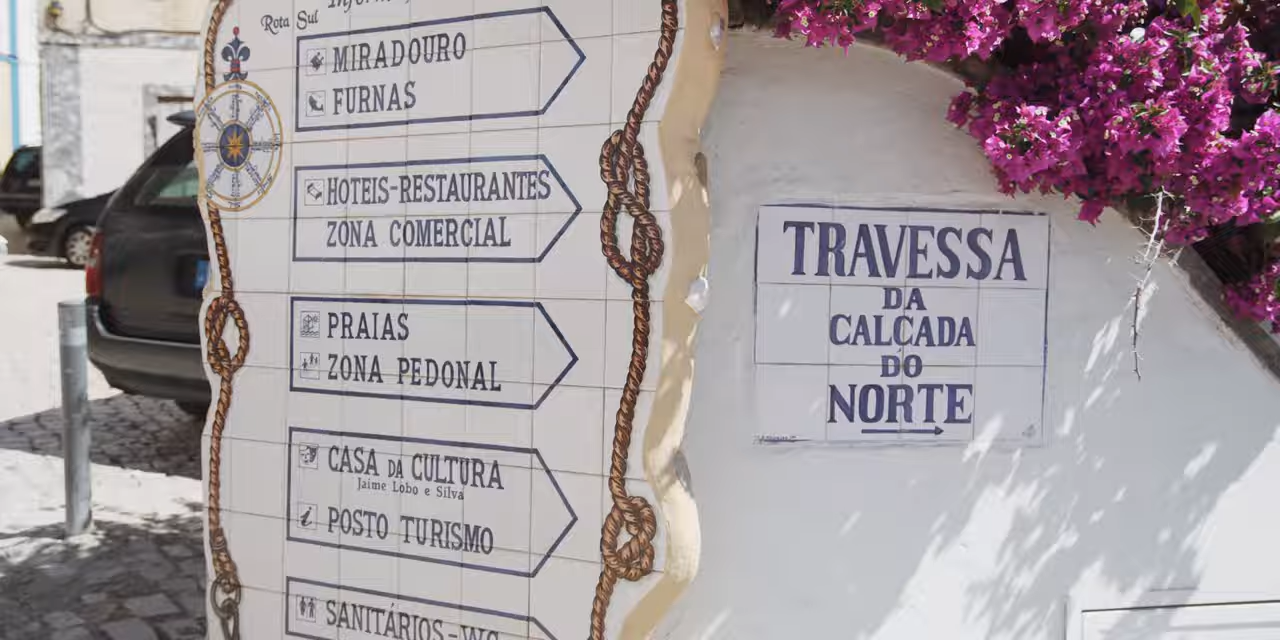 Rota Sul
MIRADOURO
FURNAS
HOTEIS-RESTAURANTES
ZONA COMERCIAL
PRAIAS
ZONA PEDONAL
CASA DA CULTURA
Jaime Lobo e Silva
i POSTO TURISMO
SANITÁRIOS-WC
TRAVESSA
DA
CALCADA
DO
NORTE